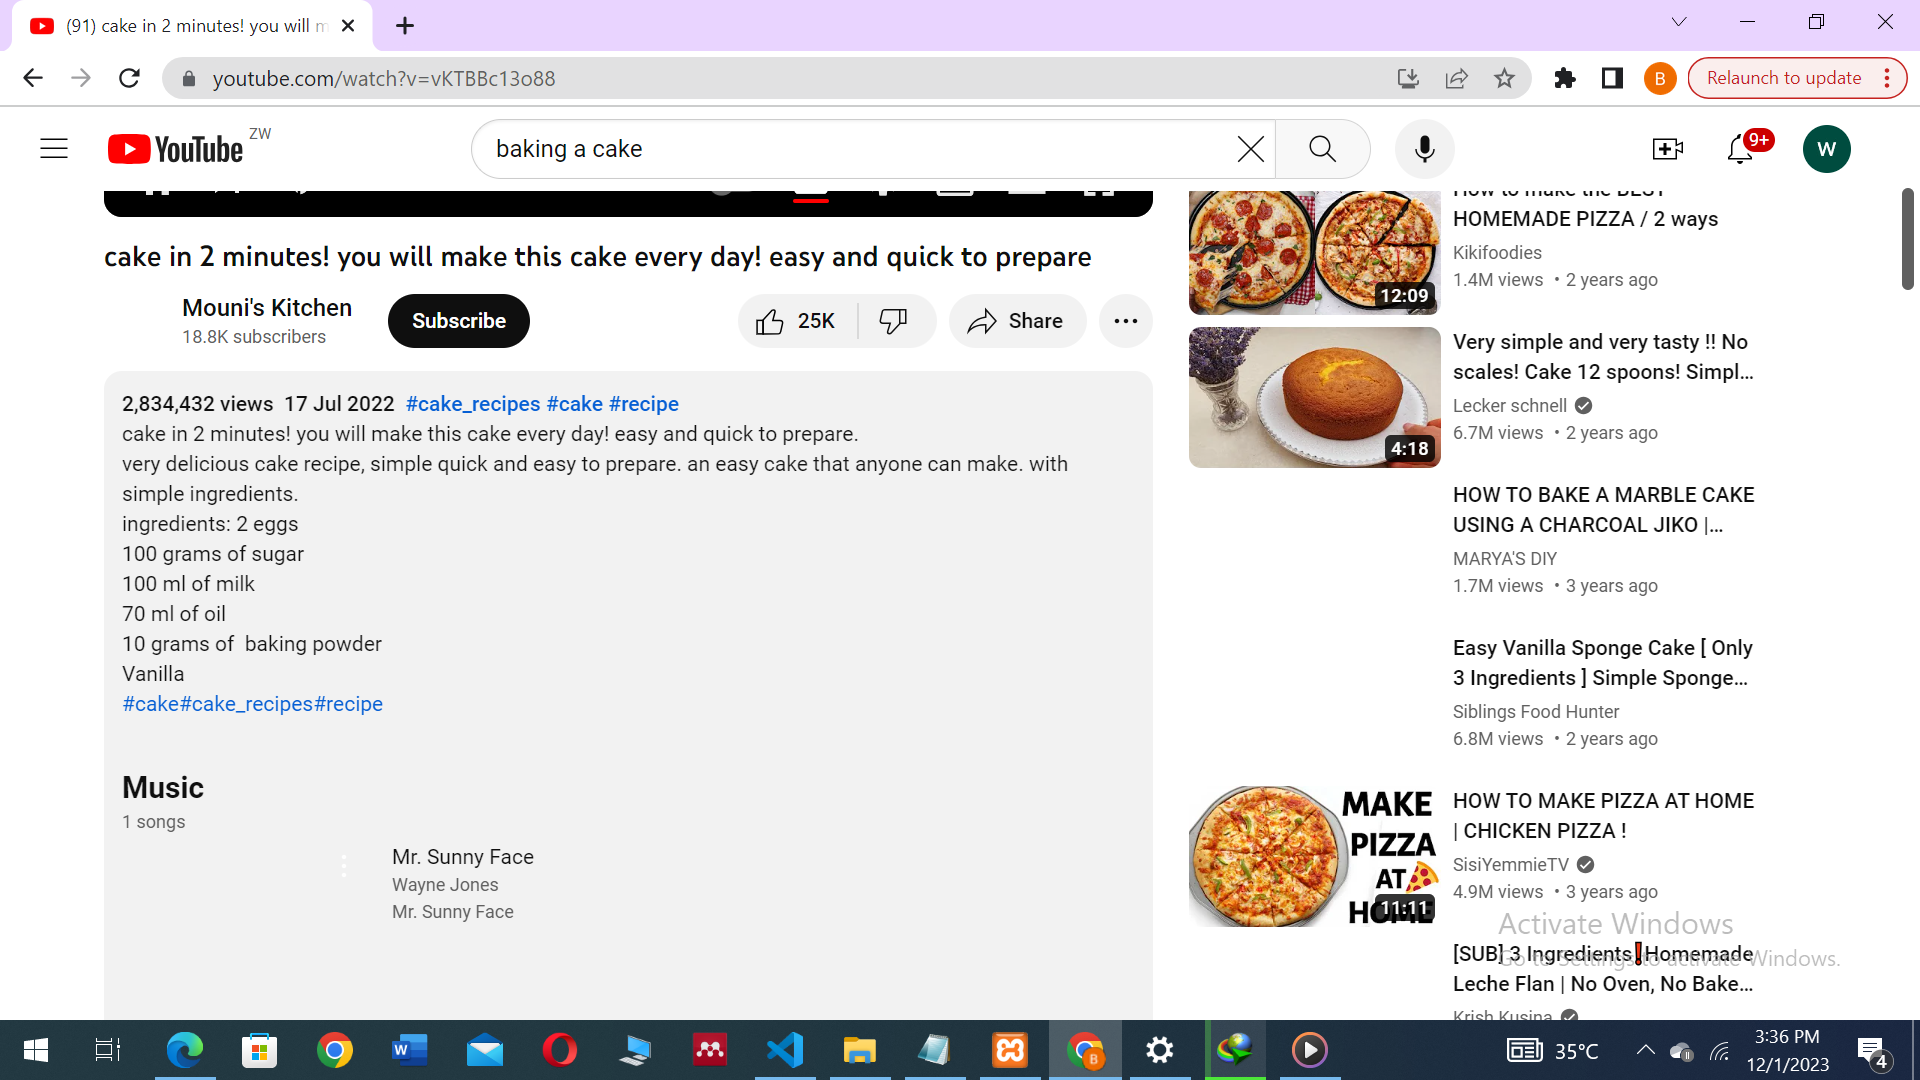 (91) cake in 2 minutes! you will m
youtube.com/watch?v=vKTBBc13o88
B
Relaunch to update
YouTube ZW
baking a cake
9+
W
cake in 2 minutes! you will make this cake every day! easy and quick to prepare
Mouni's Kitchen
18.8K subscribers
Subscribe
25K
Share
2,834,432 views 17 Jul 2022 #cake_recipes #cake #recipe
cake in 2 minutes! you will make this cake every day! easy and quick to prepare.
very delicious cake recipe, simple quick and easy to prepare. an easy cake that anyone can make. with
simple ingredients.
ingredients: 2 eggs
100 grams of sugar
100 ml of milk
70 ml of oil
10 grams of  baking powder
Vanilla
#cake#cake_recipes#recipe
Music
1 songs
Mr. Sunny Face
Wayne Jones
Mr. Sunny Face
How to make the BEST
HOMEMADE PIZZA / 2 ways
Kikifoodies
1.4M views • 2 years ago
12:09
Very simple and very tasty !! No
scales! Cake 12 spoons! Simpl...
Lecker schnell
6.7M views • 2 years ago
4:18
HOW TO BAKE A MARBLE CAKE
USING A CHARCOAL JIKO |...
MARYA'S DIY
1.7M views • 3 years ago
Easy Vanilla Sponge Cake [ Only
3 Ingredients ] Simple Sponge...
Siblings Food Hunter
6.8M views • 2 years ago
MAKE
PIZZA
AT
HOME
11:11
HOW TO MAKE PIZZA AT HOME
| CHICKEN PIZZA !
SisiYemmieTV
4.9M views • 3 years ago
Activate Windows
Go to Settings to activate Windows.
[SUB] 3 Ingredients❗Homemade
Leche Flan | No Oven, No Bake...
Krish Kusina
W
B
35°C
3:36 PM
12/1/2023
4